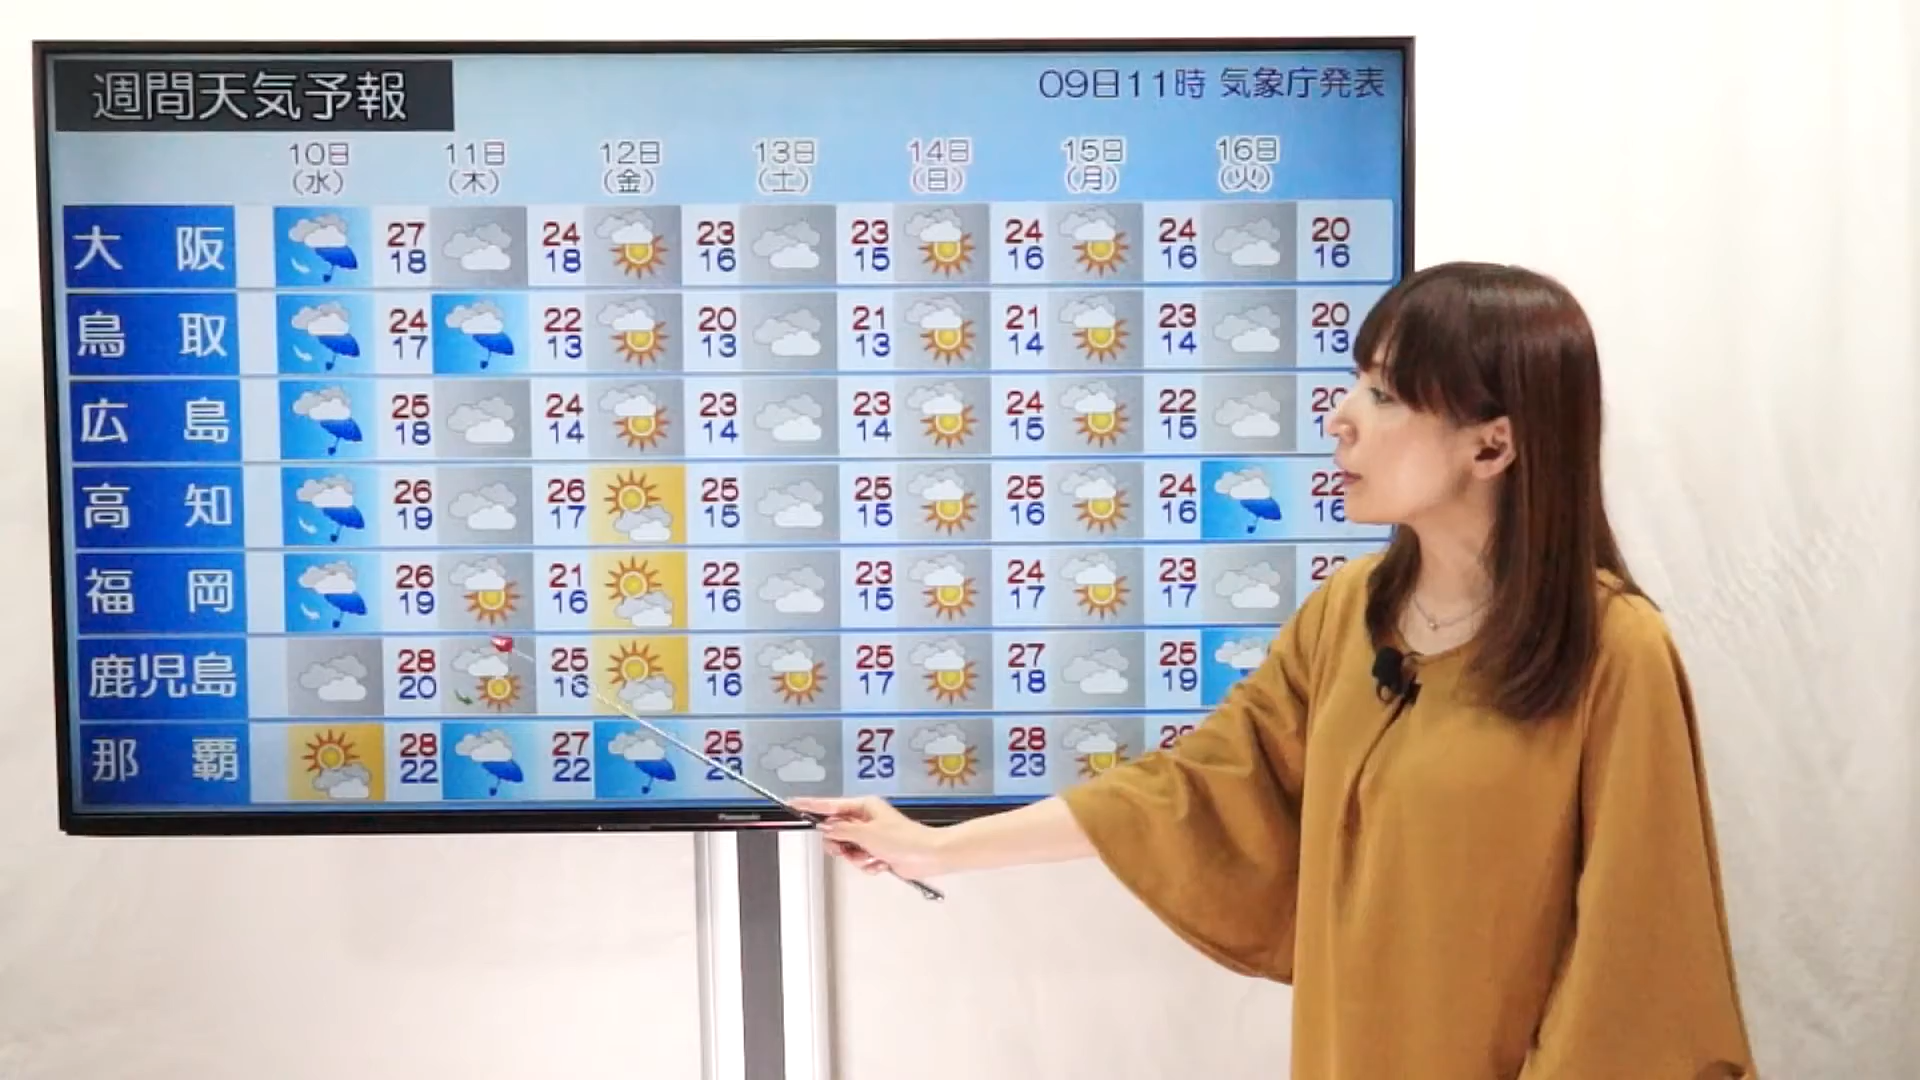 週間天気予報
09日11時 気象庁発表
10日 11日 12日 13日 14日 15日 16日
(水) (木) (金) (土) (日) (月) (火)
大阪 27 18 24 18 23 16 23 15 24 16 24 16 20 16
鳥取 24 17 22 13 20 13 21 13 21 14 23 14 20 13
広島 25 18 24 14 23 14 23 14 24 15 22 15
高知 26 19 26 17 25 15 25 15 25 16 24 16 22 16
福岡 26 19 21 16 22 16 23 15 24 17 23 17
鹿児島 28 20 25 25 16 25 17 27 18 25 19
那覇 28 22 27 22 25 23 27 23 28 23
Panasonic